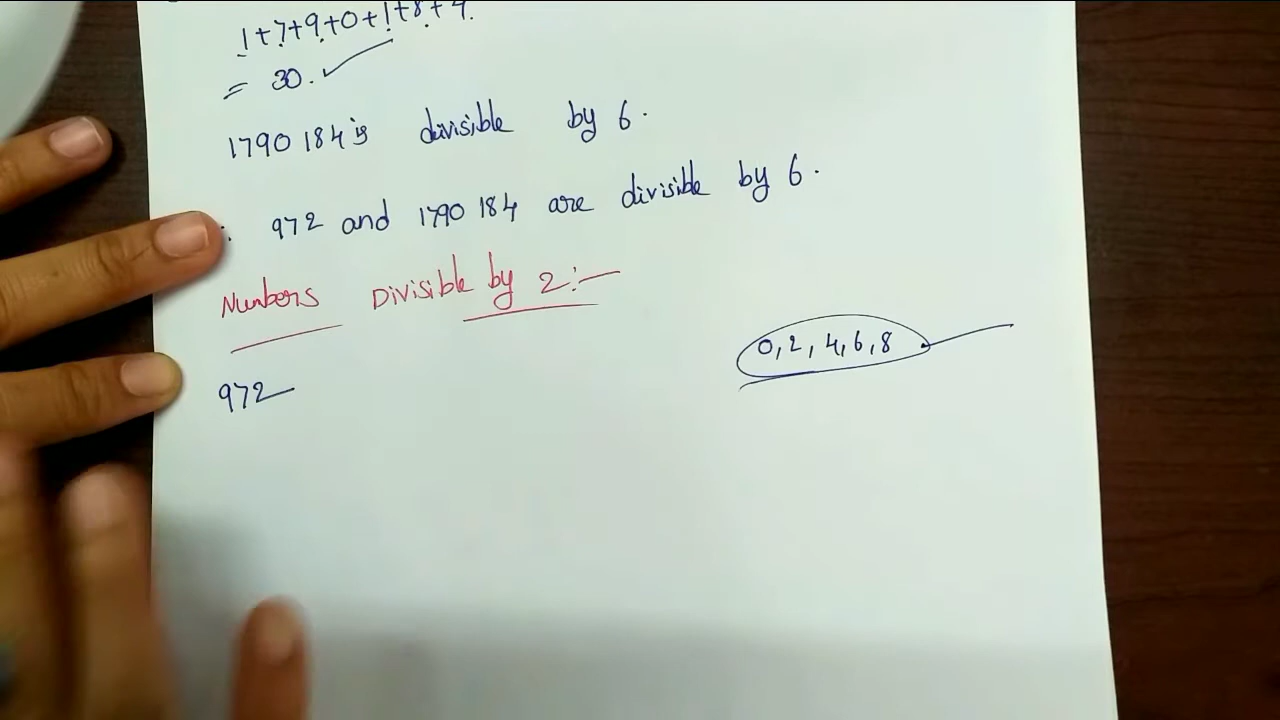 1+7+9+0+1+8+4.
= 30.
1790184 is divisible by 6.
∴ 972 and 1790184 are divisible by 6.
Numbers Divisible by 2:-
0, 2, 4, 6, 8
972